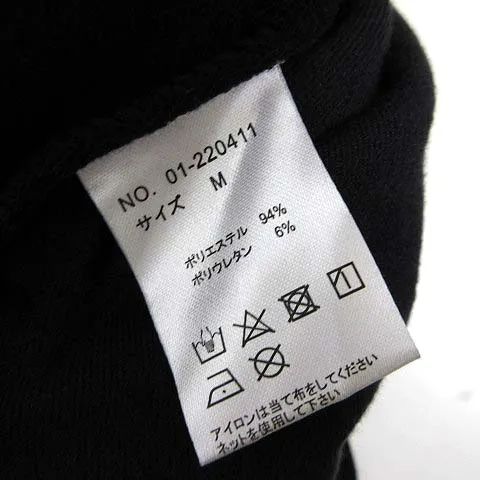 NO. 01-220411
サイズ M
ポリエステル 94%
ポリウレタン 6%
アイロンは当て布をしてください
ネットを使用して下さい